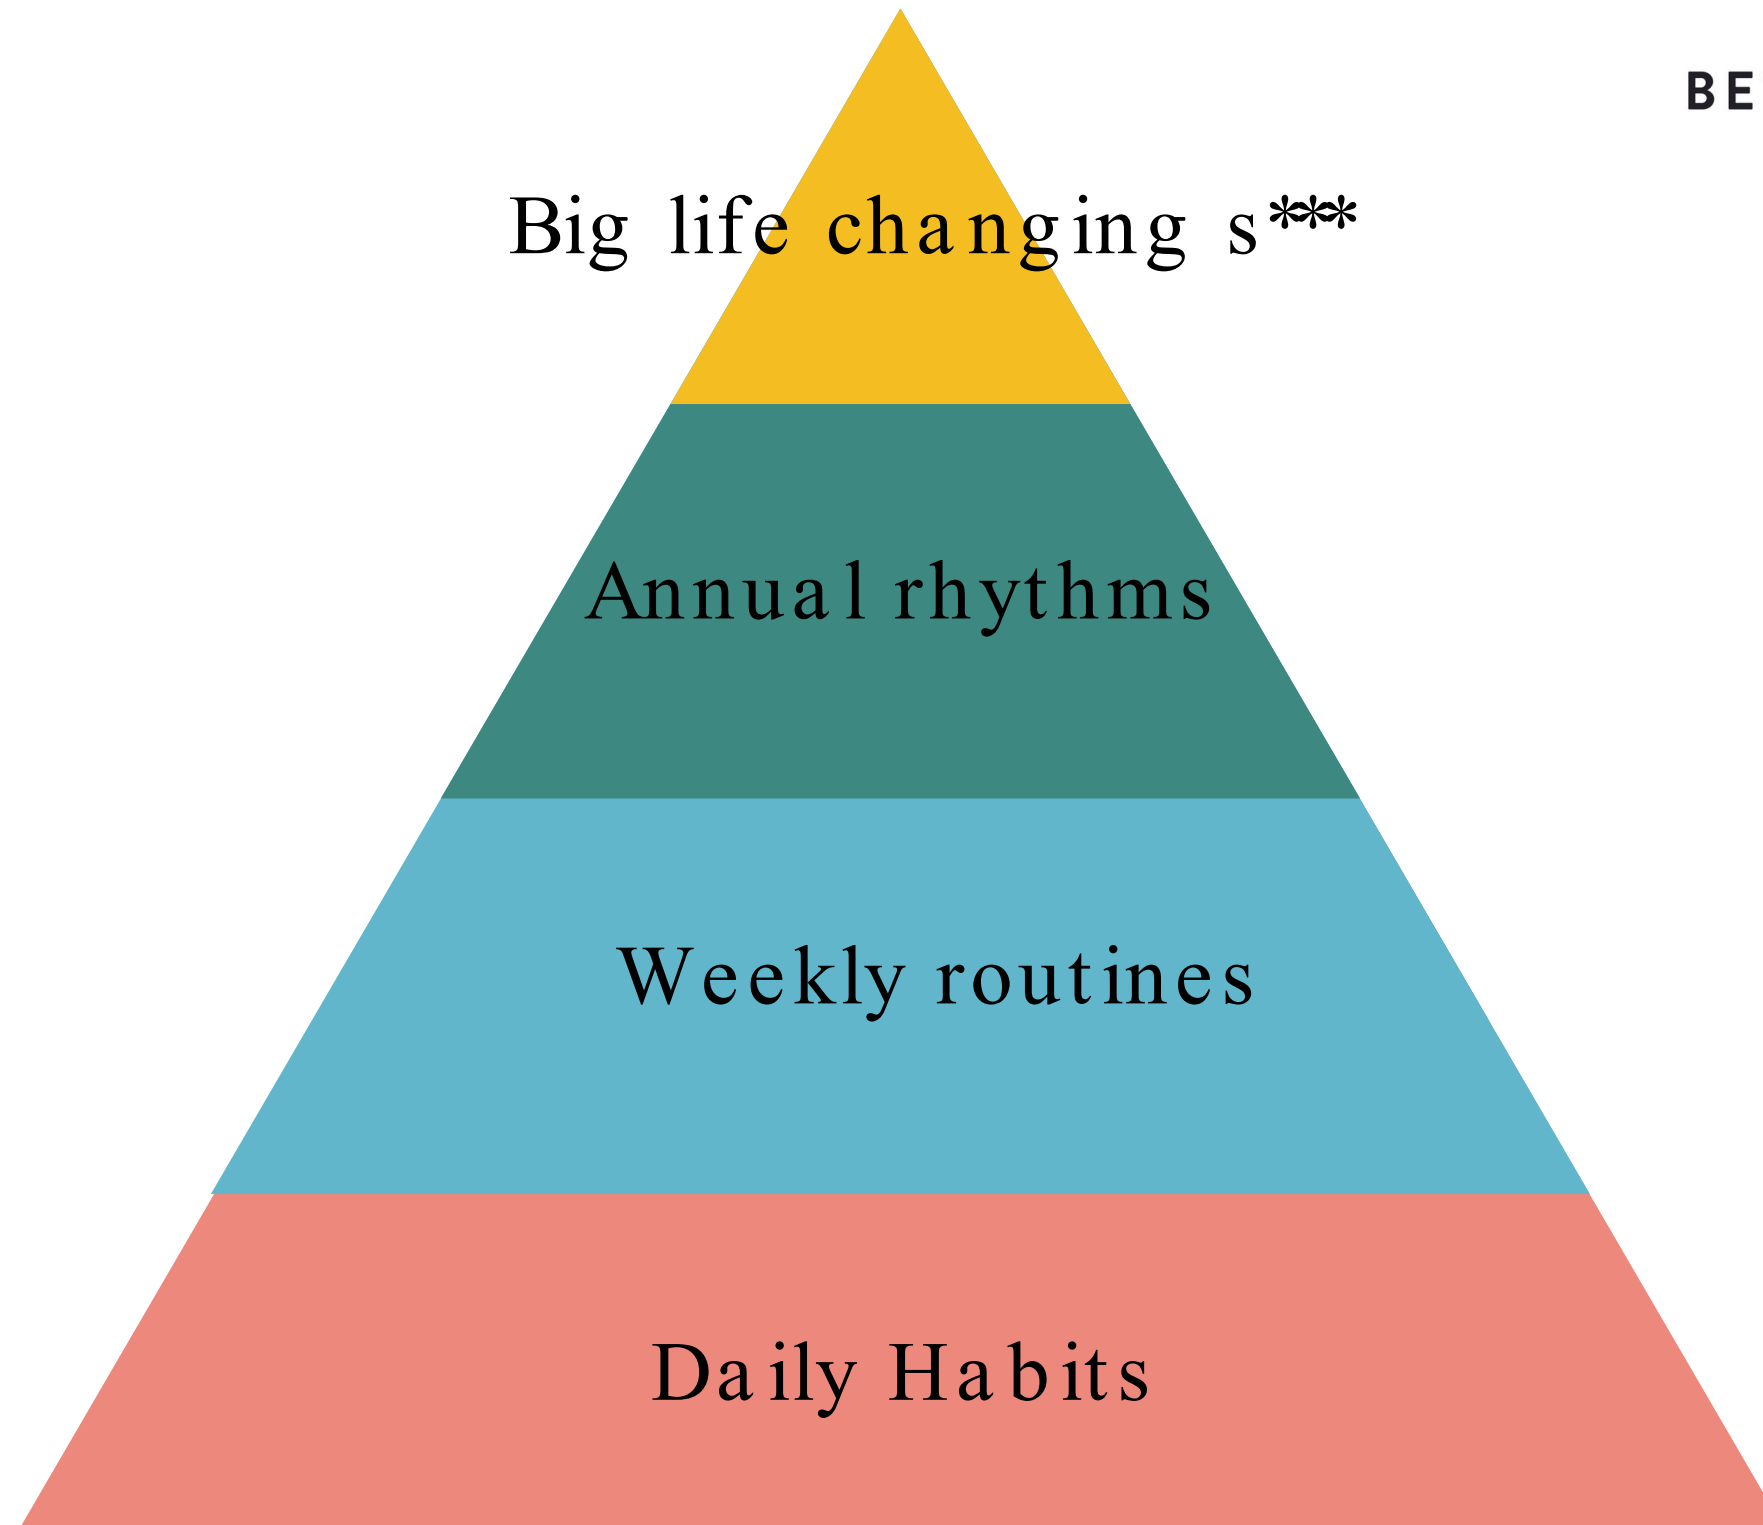 BE
Big life changing s***
Annual rhythms
Weekly routines
Daily Habits